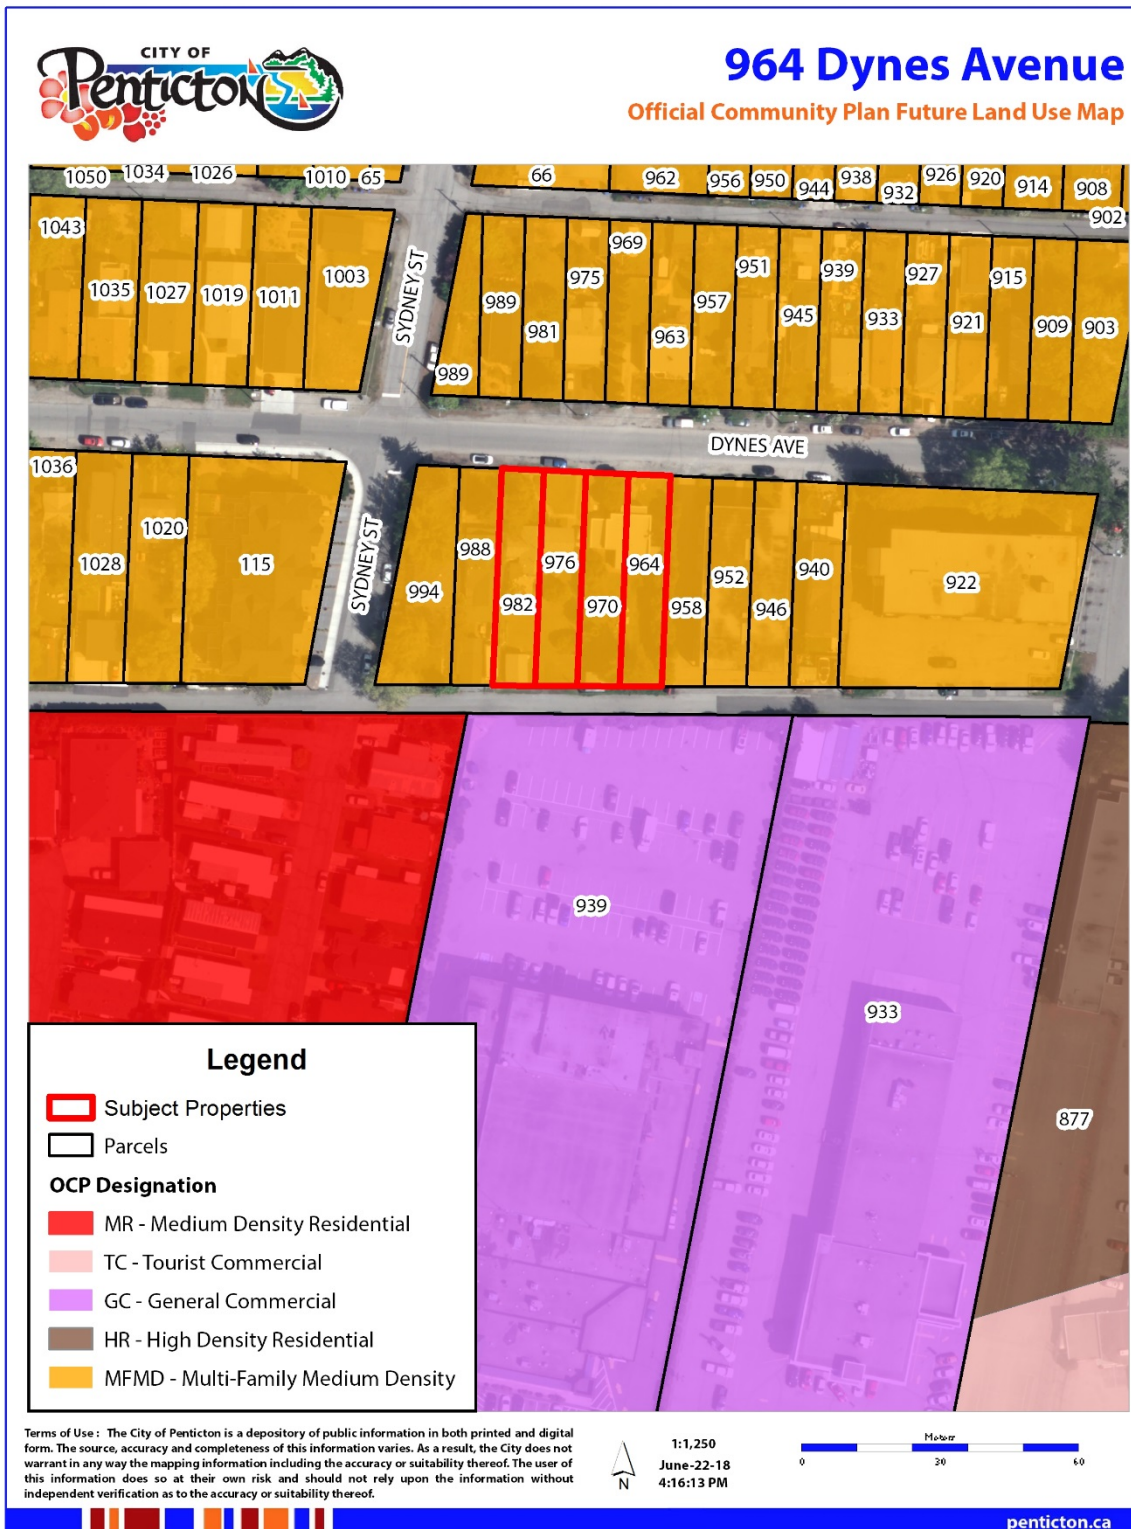 CITY OF
Penticton
964 Dynes Avenue
Official Community Plan Future Land Use Map
1050 1034 1026 1010 65 66 962 956 950 944 938 932 926 920 914 908
902
1043 1035 1027 1019 1011 1003
SYDNEY ST
989 989 981 975 969 963 957 951 945 939 933 927 921 915 909 903
DYNES AVE
1036 1028 1020 115
SYDNEY ST
994 988 982 976 970 964 958 952 946 940 922
939
933
877
Legend
Subject Properties
Parcels
OCP Designation
MR - Medium Density Residential
TC - Tourist Commercial
GC - General Commercial
HR - High Density Residential
MFMD - Multi-Family Medium Density
Terms of Use : The City of Penticton is a depository of public information in both printed and digital
form. The source, accuracy and completeness of this information varies. As a result, the City does not
warrant in any way the mapping information including the accuracy or suitability thereof. The user of
this information does so at their own risk and should not rely upon the information without
independent verification as to the accuracy or suitability thereof.
N
1:1,250
June-22-18
4:16:13 PM
Meters
0 30 60
penticton.ca